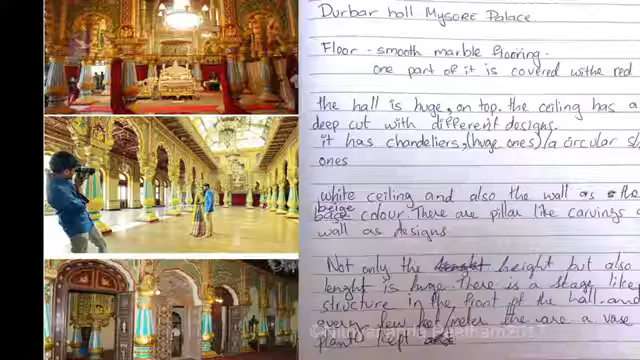 Durbar hall Mysore Palace
Floor - smooth marble flooring.
one part of it is covered withe red
the hall is huge, on top. the ceiling has a
deep cut with different designs.
it has chandeliers, (huge ones)/a circular
ones
White ceiling and also the wall as the
beige
colour. There are pillar like carvings
wall as designs
Not only the height but also
lenght is huge. There is a stage like
structure in the front of the hall. and
every few feet/meter the are a vase
plant kept